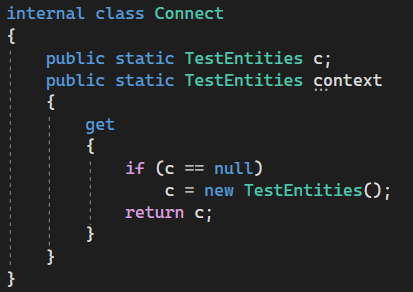 internal class Connect
{
    public static TestEntities c;
    public static TestEntities context
    {
        get
        {
            if (c == null)
                c = new TestEntities();
            return c;
        }
    }
}